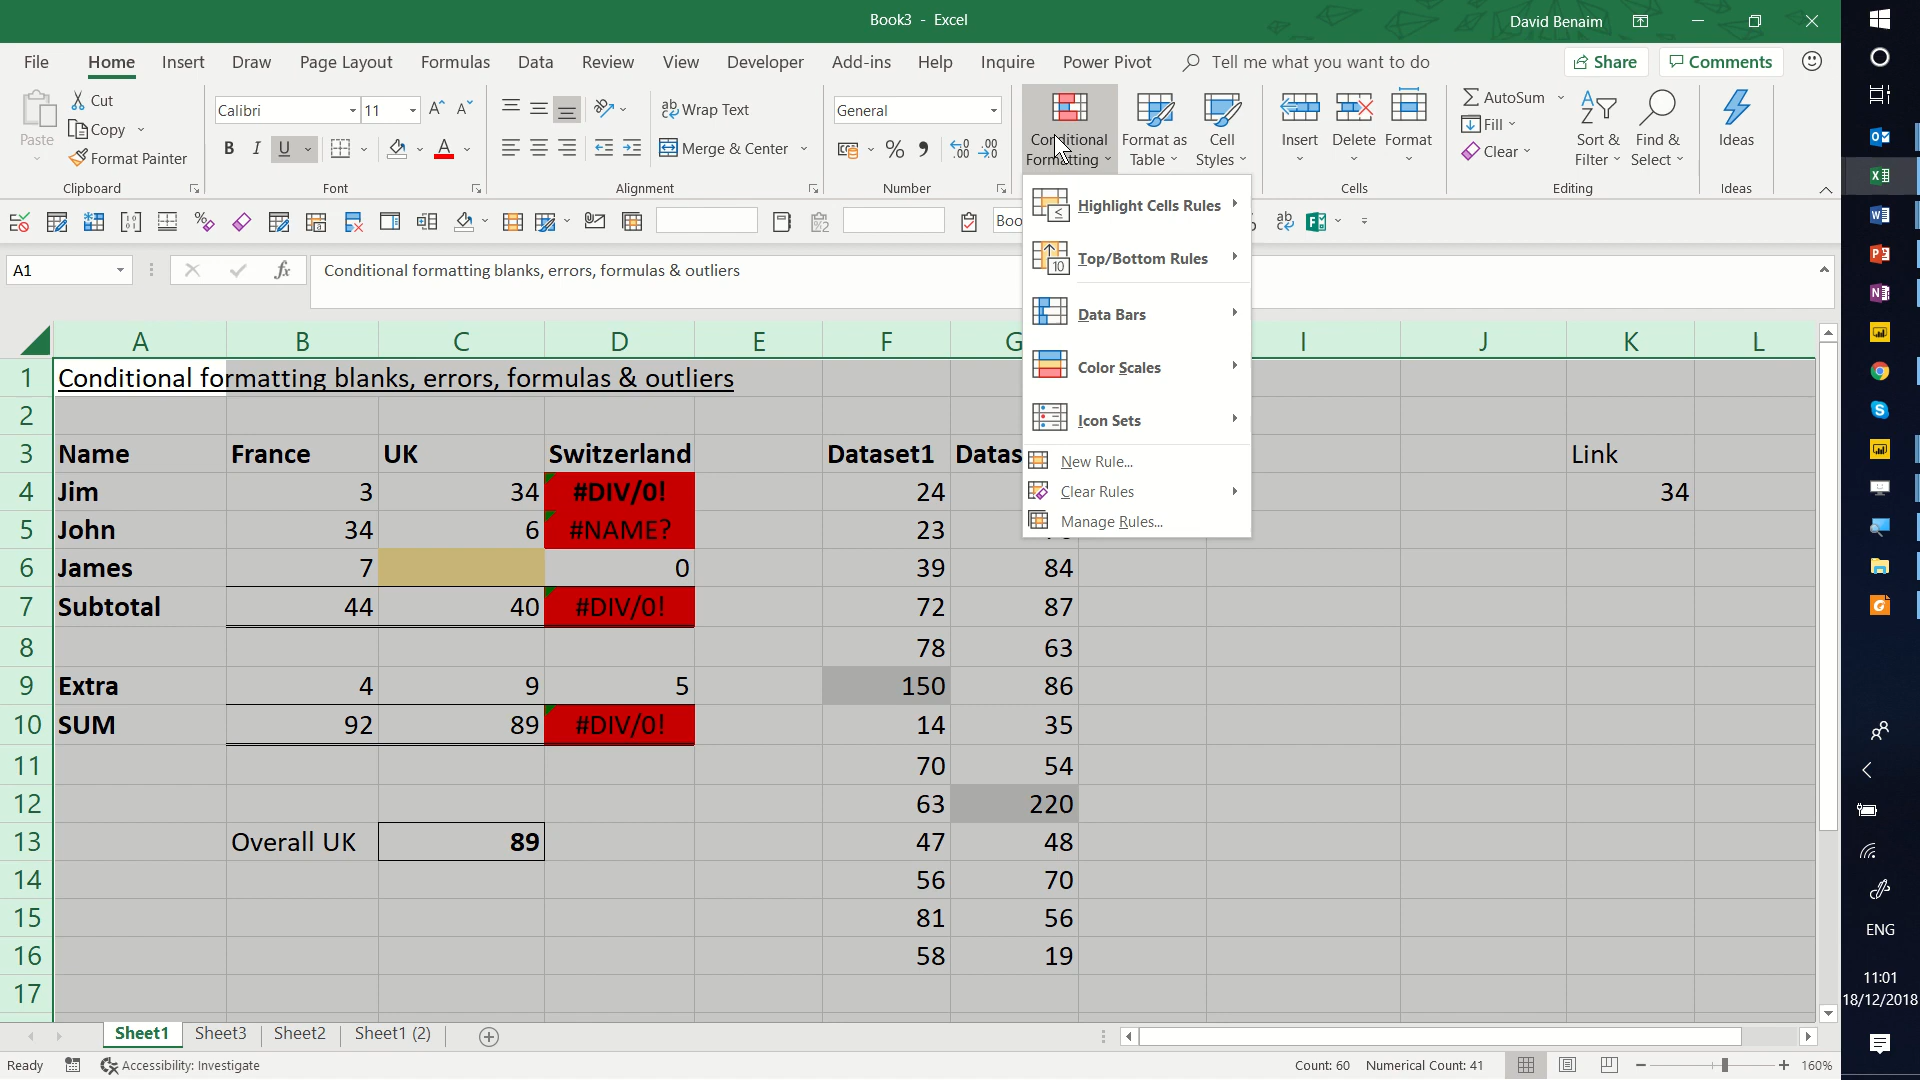 Book3 - Excel
David Benaim
File Home Insert Draw Page Layout Formulas Data Review View Developer Add-ins Help Inquire Power Pivot Tell me what you want to do Share Comments
Paste
Cut
Copy
Format Painter
Clipboard
Calibri 11
B I U
Font
Wrap Text
Merge & Center
Alignment
General
Number
Conditional Formatting
Format as Table
Cell Styles
Insert Delete Format
Cells
AutoSum
Fill
Clear
Sort & Filter
Find & Select
Editing
Ideas
Ideas
Boo
A1
fx
Conditional formatting blanks, errors, formulas & outliers
Highlight Cells Rules
Top/Bottom Rules
Data Bars
Color Scales
Icon Sets
New Rule...
Clear Rules
Manage Rules...
A B C D E F G I J K L
1 Conditional formatting blanks, errors, formulas & outliers
2
3 Name France UK Switzerland Dataset1 Datas Link
4 Jim 3 34 #DIV/0! 24 34
5 John 34 6 #NAME? 23
6 James 7 0 39 84
7 Subtotal 44 40 #DIV/0! 72 87
8 78 63
9 Extra 4 9 5 150 86
10 SUM 92 89 #DIV/0! 14 35
11 70 54
12 63 220
13 Overall UK 89 47 48
14 56 70
15 81 56
16 58 19
17
Sheet1 Sheet3 Sheet2 Sheet1 (2)
Ready Accessibility: Investigate Count: 60 Numerical Count: 41 160%
ENG
11:01
18/12/2018